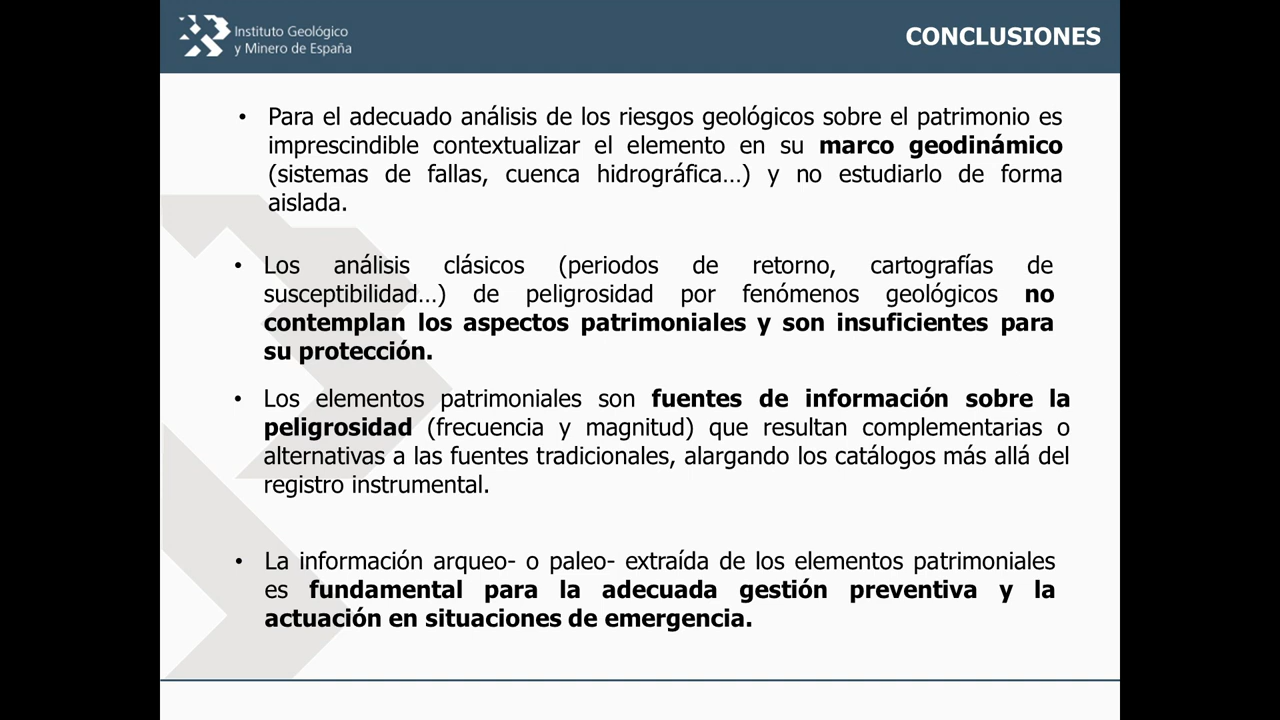 Instituto Geológico
y Minero de España
CONCLUSIONES
• Para el adecuado análisis de los riesgos geológicos sobre el patrimonio es
imprescindible contextualizar el elemento en su marco geodinámico
(sistemas de fallas, cuenca hidrográfica...) y no estudiarlo de forma
aislada.
• Los análisis clásicos (periodos de retorno, cartografías de
susceptibilidad...) de peligrosidad por fenómenos geológicos no
contemplan los aspectos patrimoniales y son insuficientes para
su protección.
• Los elementos patrimoniales son fuentes de información sobre la
peligrosidad (frecuencia y magnitud) que resultan complementarias o
alternativas a las fuentes tradicionales, alargando los catálogos más allá del
registro instrumental.
• La información arqueo- o paleo- extraída de los elementos patrimoniales
es fundamental para la adecuada gestión preventiva y la
actuación en situaciones de emergencia.